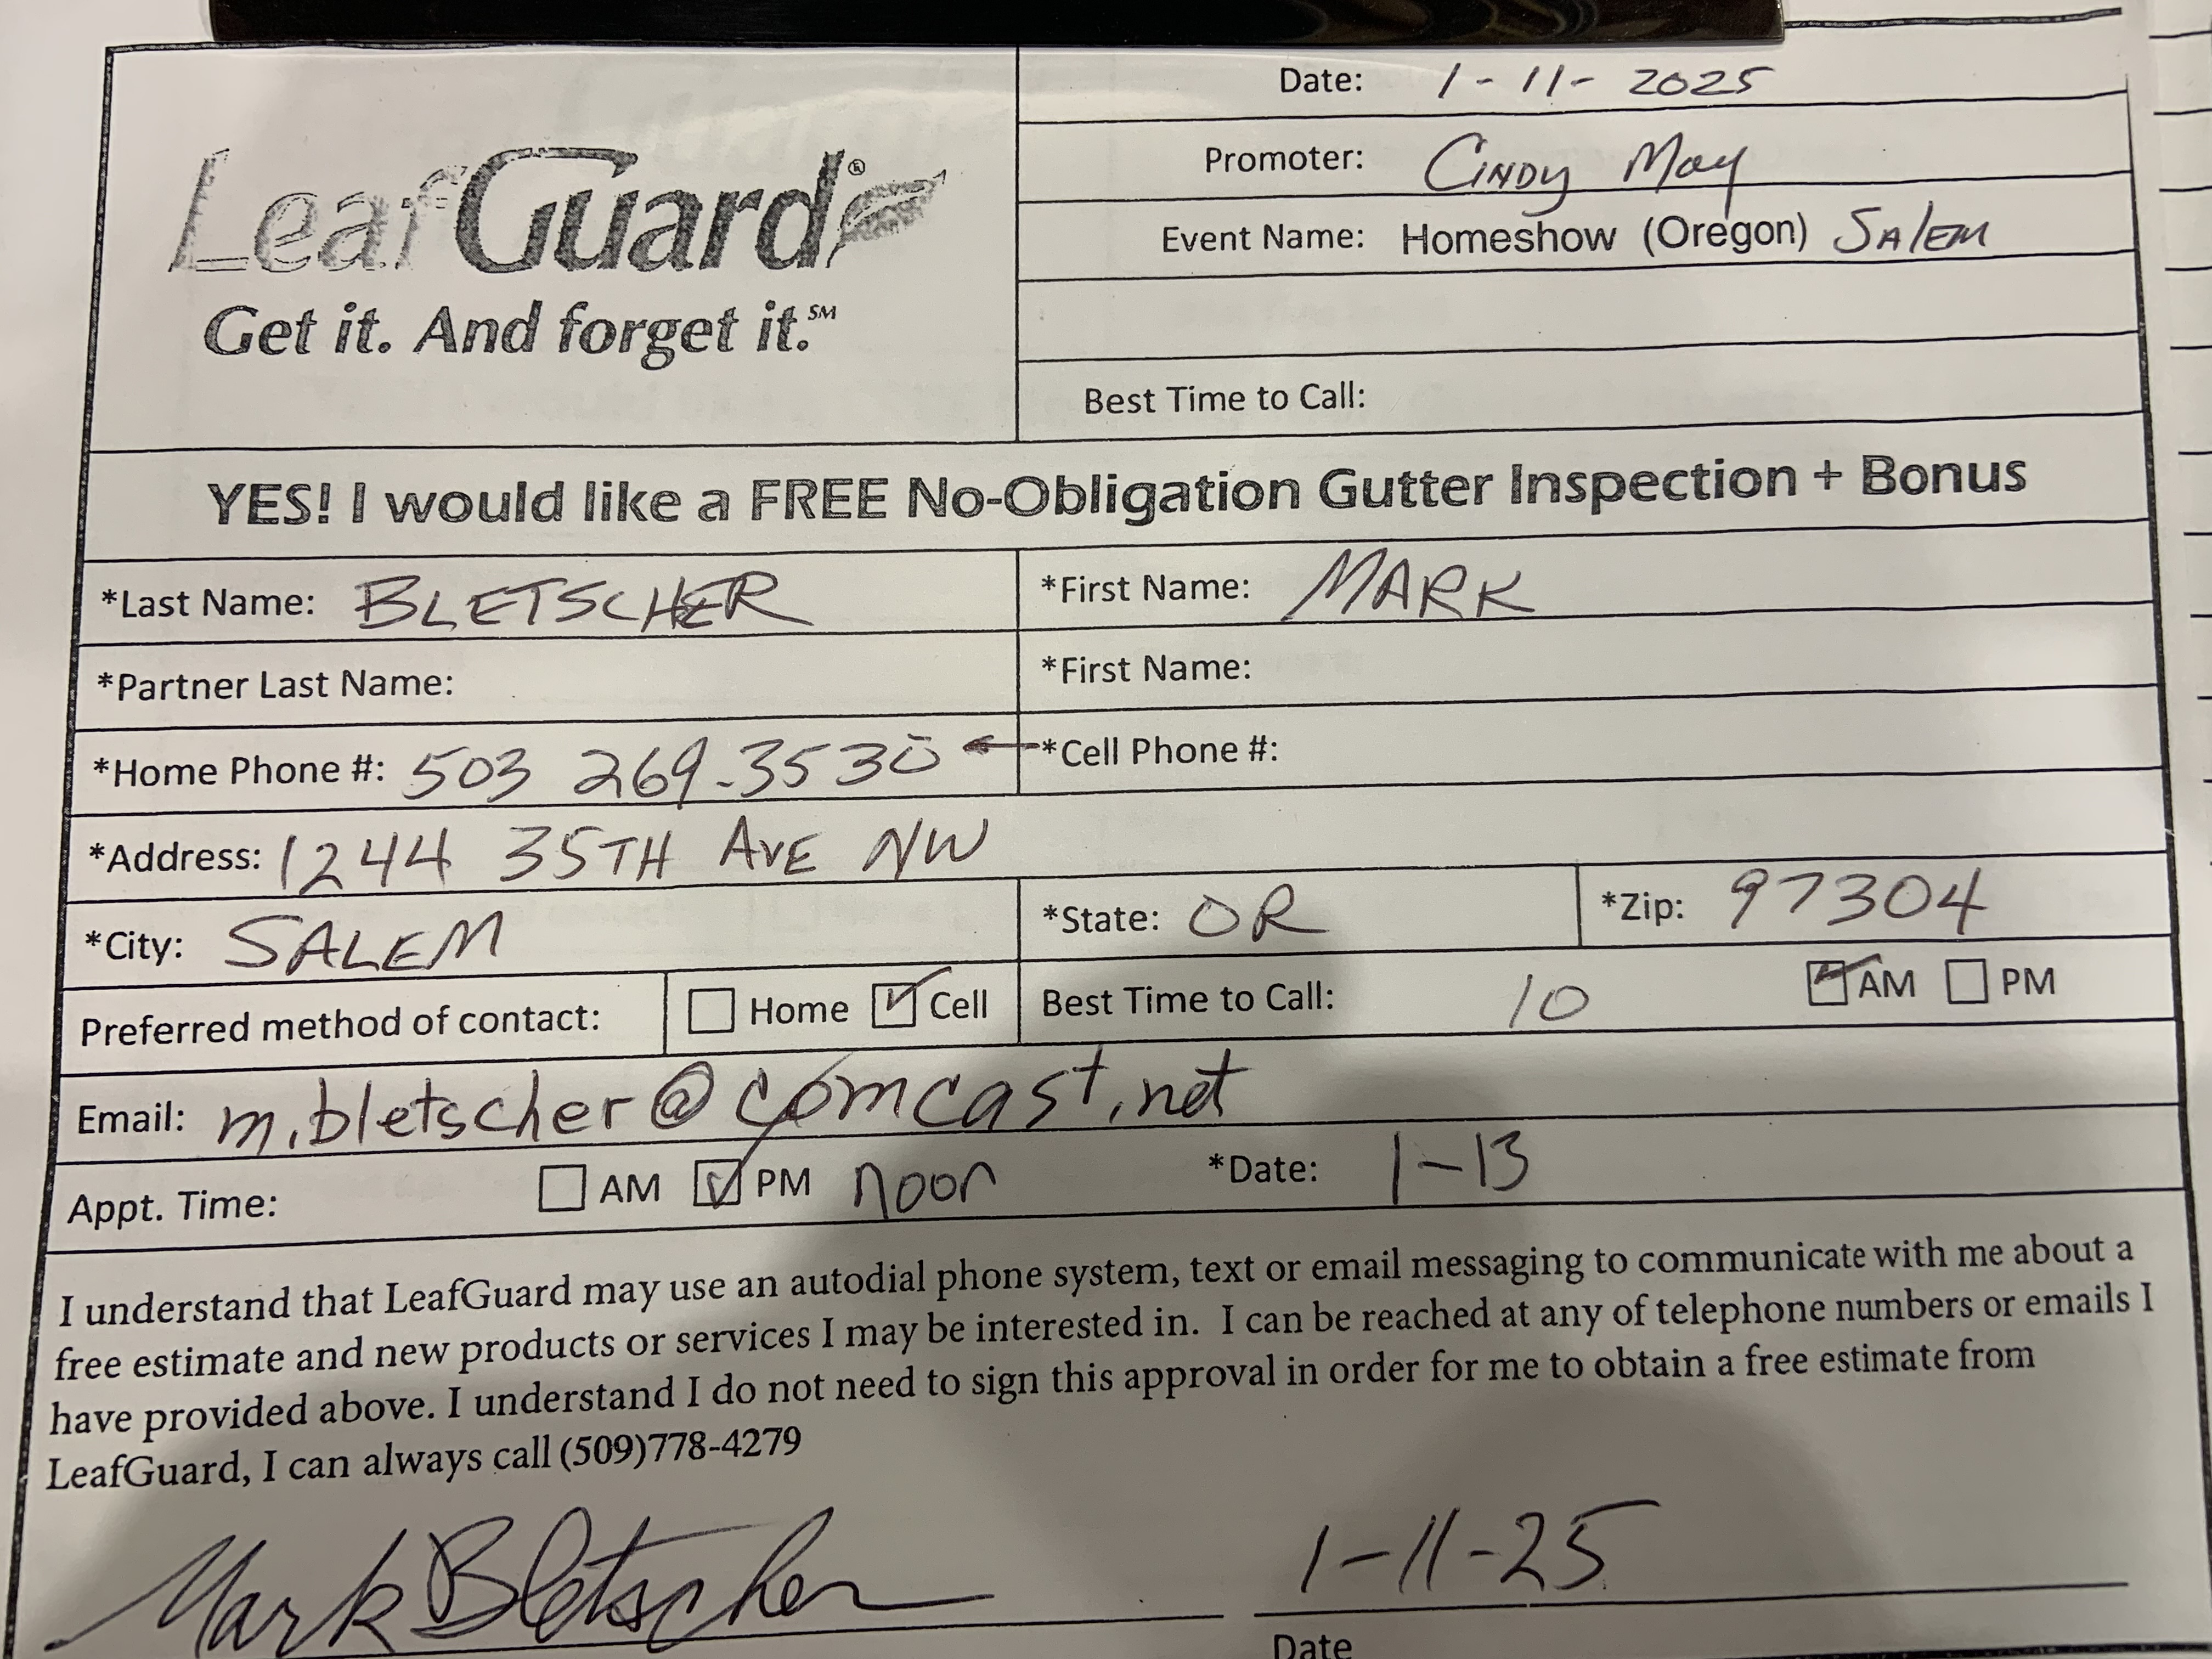 LeafGuard®
Get it. And forget it.℠
Date: 1-11-2025
Promoter: Cindy May
Event Name: Homeshow (Oregon) SAlEM
Best Time to Call:
YES! I would like a FREE No-Obligation Gutter Inspection + Bonus
*Last Name: BLETSCHER *First Name: MARK
*Partner Last Name: *First Name:
*Home Phone #: 503 269-3530 ← *Cell Phone #:
*Address: 1244 35TH AVE NW
*City: SALEM *State: OR *Zip: 97304
Preferred method of contact: ☐ Home ☑ Cell Best Time to Call: 10 ☑ AM ☐ PM
Email: m.bletscher@comcast.net
Appt. Time: ☐ AM ☑ PM noon *Date: 1-13
I understand that LeafGuard may use an autodial phone system, text or email messaging to communicate with me about a
free estimate and new products or services I may be interested in. I can be reached at any of telephone numbers or emails I
have provided above. I understand I do not need to sign this approval in order for me to obtain a free estimate from
LeafGuard, I can always call (509)778-4279
Mark Bletscher 1-11-25
Date